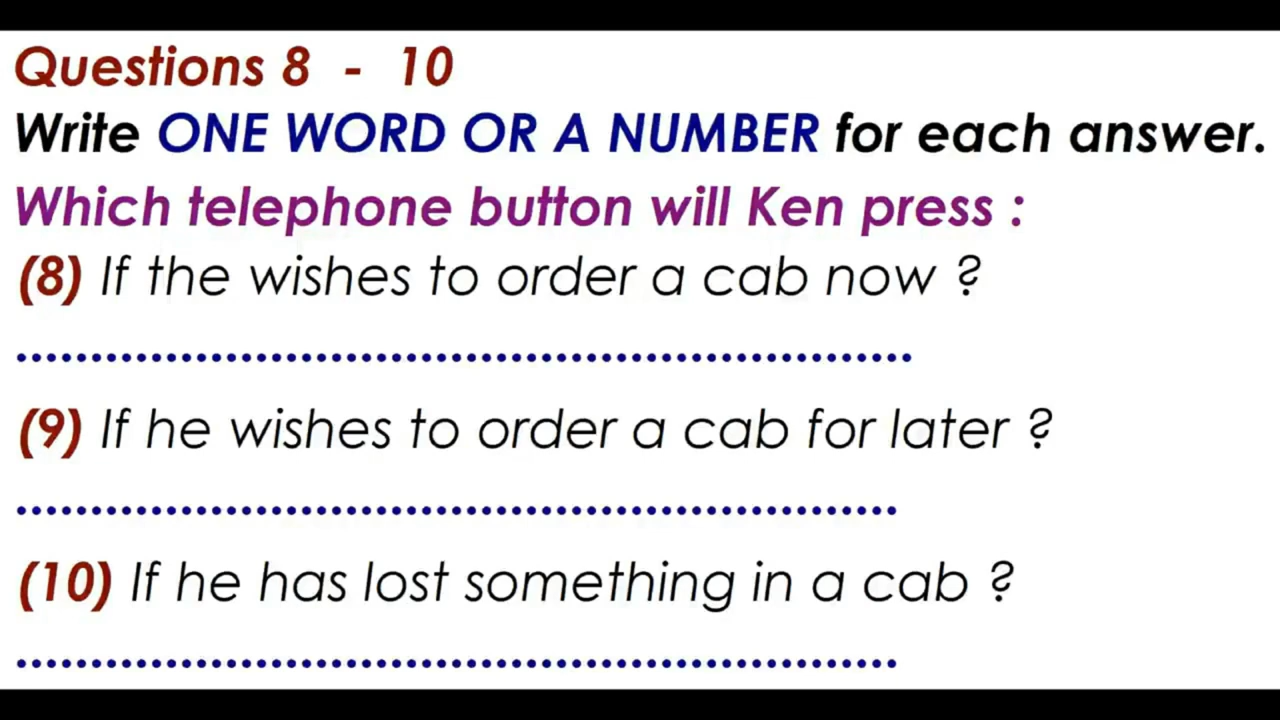 Questions 8 - 10
Write ONE WORD OR A NUMBER for each answer.
Which telephone button will Ken press :
(8) If the wishes to order a cab now ?
............................................................
(9) If he wishes to order a cab for later ?
...........................................................
(10) If he has lost something in a cab ?
...........................................................